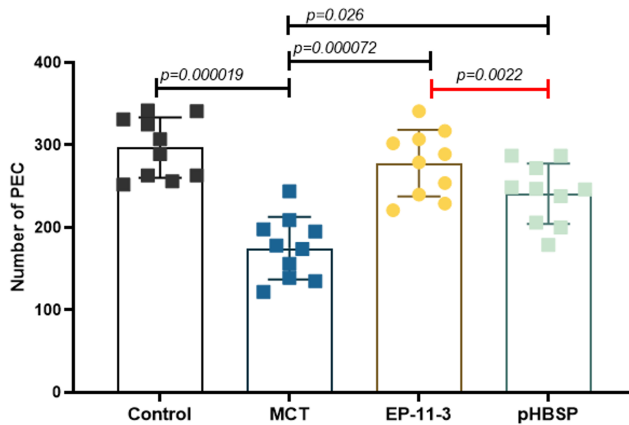 p=0.026
p=0.000072
p=0.000019
p=0.0022
400
300
200
100
0
Number of PEC
Control MCT EP-11-3 pHBSP